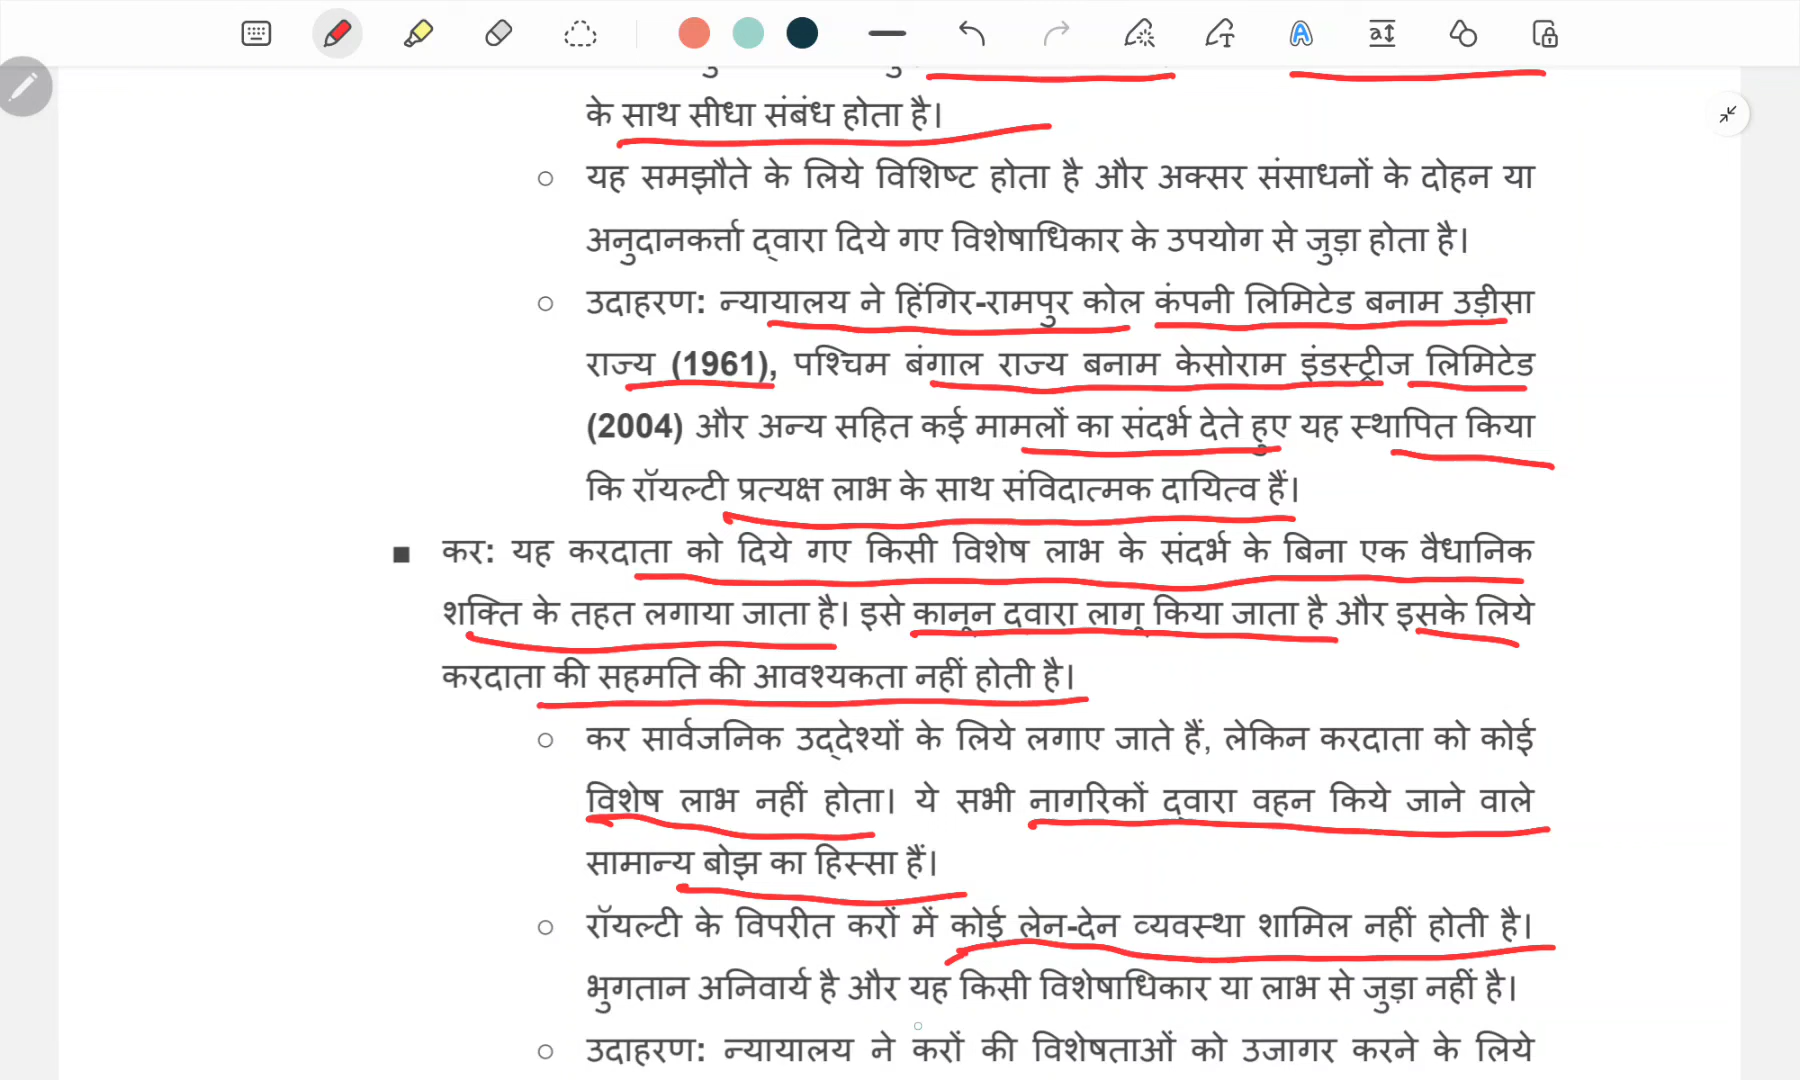 के साथ सीधा संबंध होता है।
○ यह समझौते के लिये विशिष्ट होता है और अक्सर संसाधनों के दोहन या
अनुदानकर्त्ता द्वारा दिये गए विशेषाधिकार के उपयोग से जुड़ा होता है।
○ उदाहरण: न्यायालय ने हिंगिर-रामपुर कोल कंपनी लिमिटेड बनाम उड़ीसा
राज्य (1961), पश्चिम बंगाल राज्य बनाम केसोराम इंडस्ट्रीज लिमिटेड
(2004) और अन्य सहित कई मामलों का संदर्भ देते हुए यह स्थापित किया
कि रॉयल्टी प्रत्यक्ष लाभ के साथ संविदात्मक दायित्व हैं।
■ कर: यह करदाता को दिये गए किसी विशेष लाभ के संदर्भ के बिना एक वैधानिक
शक्ति के तहत लगाया जाता है। इसे कानून द्वारा लागू किया जाता है और इसके लिये
करदाता की सहमति की आवश्यकता नहीं होती है।
○ कर सार्वजनिक उद्देश्यों के लिये लगाए जाते हैं, लेकिन करदाता को कोई
विशेष लाभ नहीं होता। ये सभी नागरिकों द्वारा वहन किये जाने वाले
सामान्य बोझ का हिस्सा हैं।
○ रॉयल्टी के विपरीत करों में कोई लेन-देन व्यवस्था शामिल नहीं होती है।
भुगतान अनिवार्य है और यह किसी विशेषाधिकार या लाभ से जुड़ा नहीं है।
○ उदाहरण: न्यायालय ने करों की विशेषताओं को उजागर करने के लिये